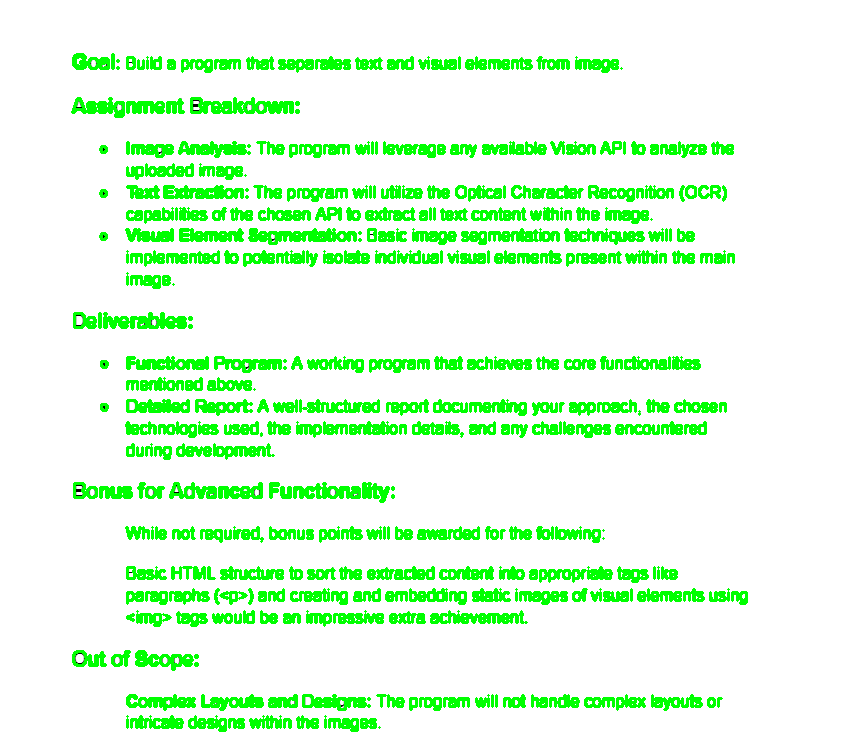 Goal: Build a program that separates text and visual elements from image.
Assignment Breakdown:
● Image Analysis: The program will leverage any available Vision API to analyze the
uploaded image.
● Text Extraction: The program will utilize the Optical Character Recognition (OCR)
capabilities of the chosen API to extract all text content within the image.
● Visual Element Segmentation: Basic image segmentation techniques will be
implemented to potentially isolate individual visual elements present within the main
image.
Deliverables:
● Functional Program: A working program that achieves the core functionalities
mentioned above.
● Detailed Report: A well-structured report documenting your approach, the chosen
technologies used, the implementation details, and any challenges encountered
during development.
Bonus for Advanced Functionality:
While not required, bonus points will be awarded for the following:
Basic HTML structure to sort the extracted content into appropriate tags like
paragraphs (<p>) and creating and embedding static images of visual elements using
<img> tags would be an impressive extra achievement.
Out of Scope:
Complex Layouts and Designs: The program will not handle complex layouts or
intricate designs within the images.